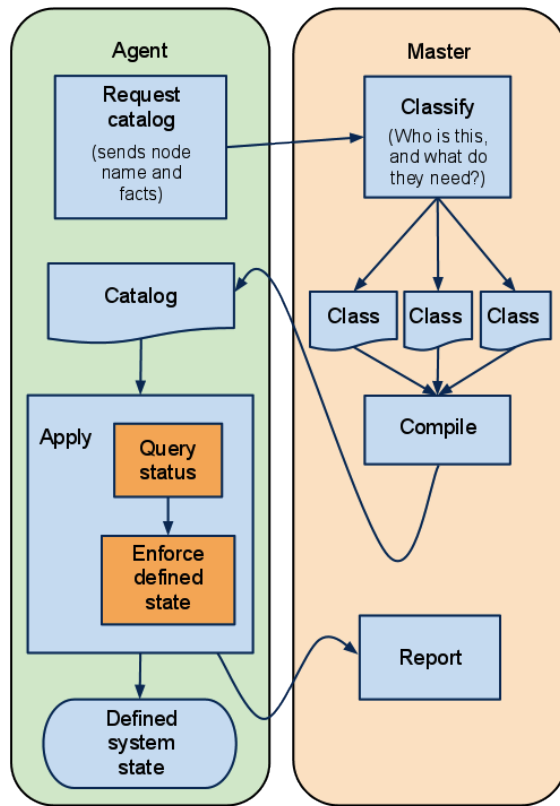 Agent
Request
catalog
(sends node
name and
facts)
Catalog
Apply
Query
status
Enforce
defined
state
Defined
system
state
Master
Classify
(Who is this,
and what do
they need?)
Class
Class
Class
Compile
Report